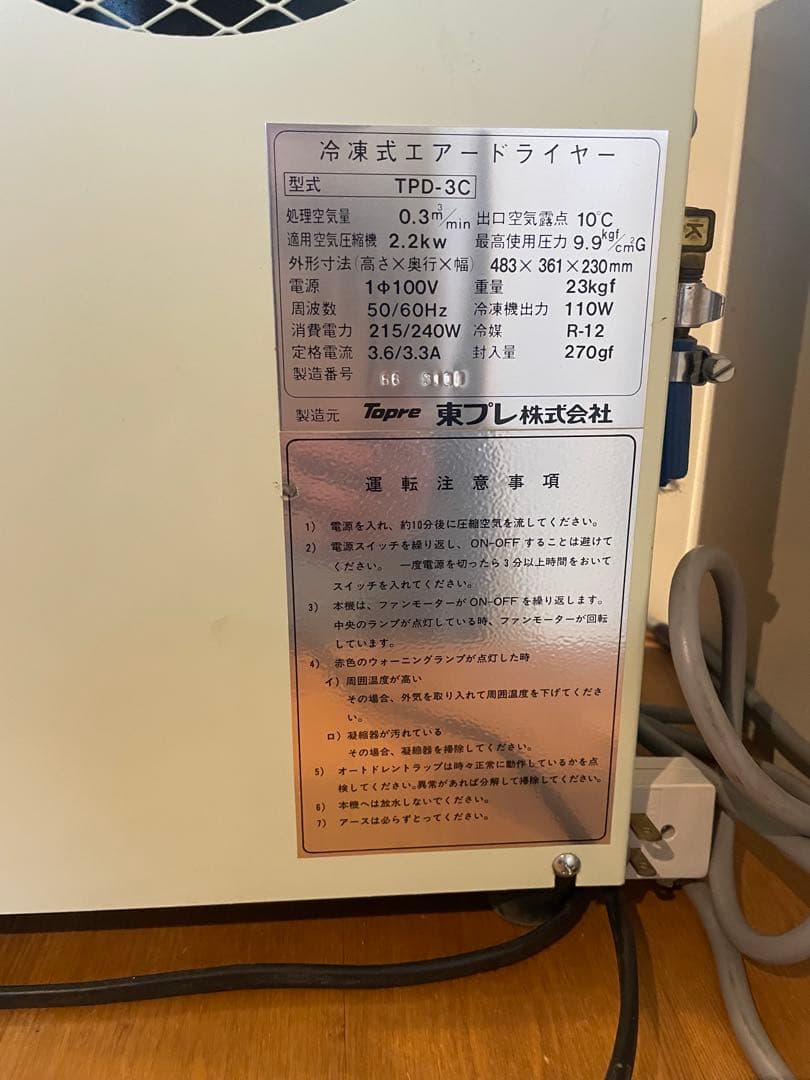 冷凍式エアードライヤー
型式 TPD-3C
処理空気量 0.3m³/min 出口空気露点 10℃
適用空気圧縮機 2.2kw 最高使用圧力 9.9kgf/cm²G
外形寸法(高さ×奥行×幅) 483×361×230mm
電源 1Φ100V 重量 23kgf
周波数 50/60Hz 冷凍機出力 110W
消費電力 215/240W 冷媒 R-12
定格電流 3.6/3.3A 封入量 270gf
製造番号
製造元 Topre 東プレ株式会社
運転注意事項
1) 電源を入れ、約10分後に圧縮空気を流してください。
2) 電源スイッチを繰り返し、ON-OFFすることは避けて
ください。 一度電源を切ったら3分以上時間をおいて
スイッチを入れてください。
3) 本機は、ファンモーターがON-OFFを繰り返します。
中央のランプが点灯している時、ファンモーターが回転
しています。
4) 赤色のウォーニングランプが点灯した時
イ)周囲温度が高い
その場合、外気を取り入れて周囲温度を下げてくださ
い。
ロ)凝縮器が汚れている
その場合、凝縮器を掃除してください。
5) オートドレントラップは時々正常に動作しているかを点
検してください。異常があれば分解して掃除してください。
6) 本機へは放水しないでください。
7) アースは必らずとってください。